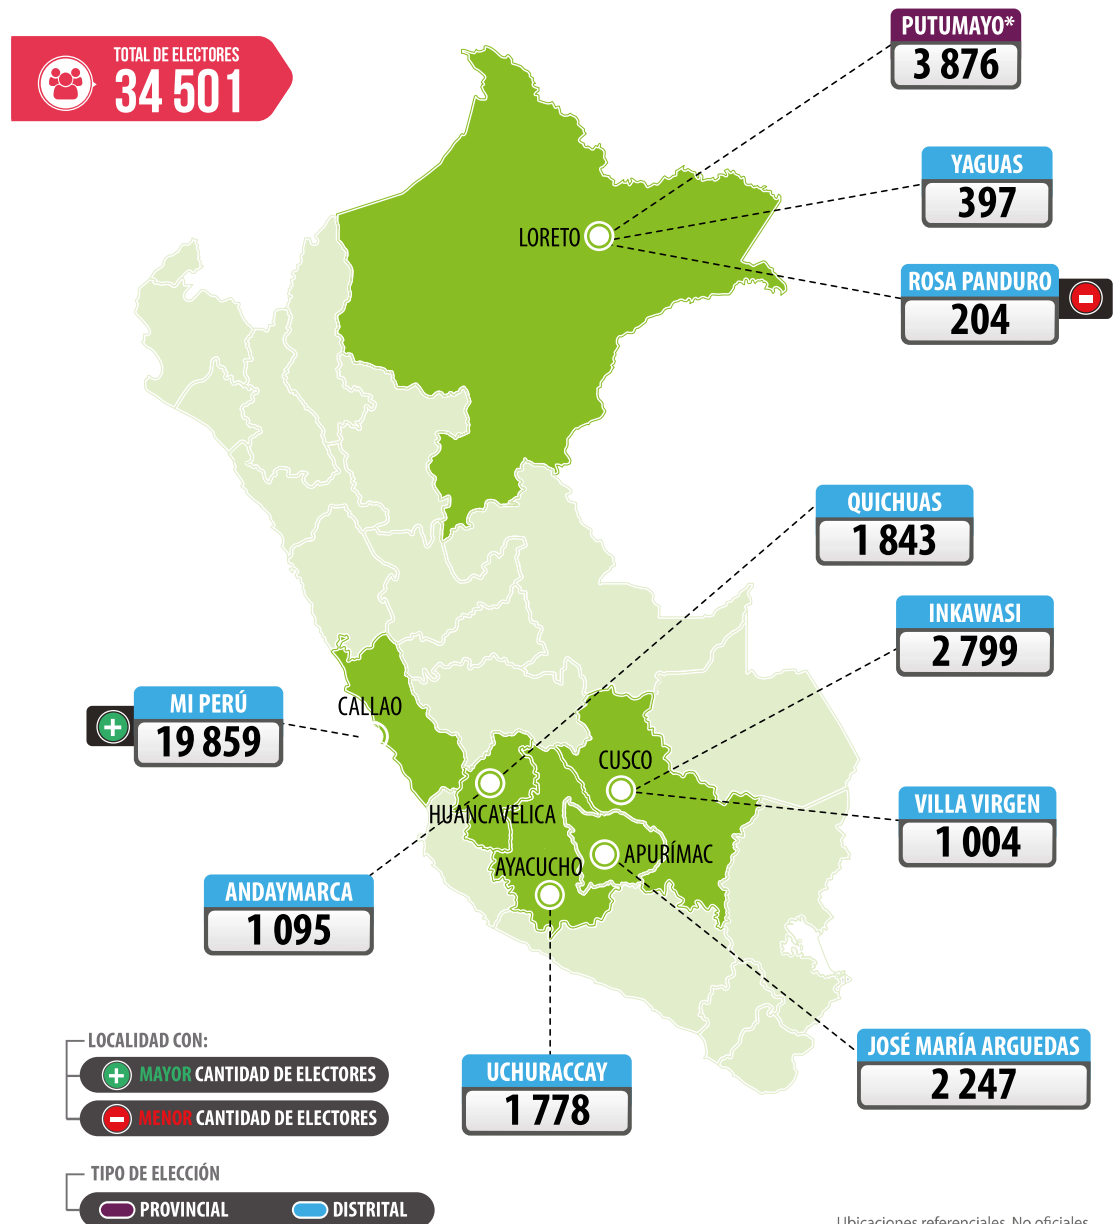 TOTAL DE ELECTORES
34 501
PUTUMAYO*
3 876
YAGUAS
397
LORETO
ROSA PANDURO
204
QUICHUAS
1 843
INKAWASI
2 799
MI PERÚ
19 859
CALLAO
CUSCO
HUANCAVELICA
VILLA VIRGEN
1 004
APURÍMAC
AYACUCHO
ANDAYMARCA
1 095
UCHURACCAY
1 778
JOSÉ MARÍA ARGUEDAS
2 247
LOCALIDAD CON:
MAYOR CANTIDAD DE ELECTORES
MENOR CANTIDAD DE ELECTORES
TIPO DE ELECCIÓN
PROVINCIAL
DISTRITAL
Ubicaciones referenciales. No oficiales